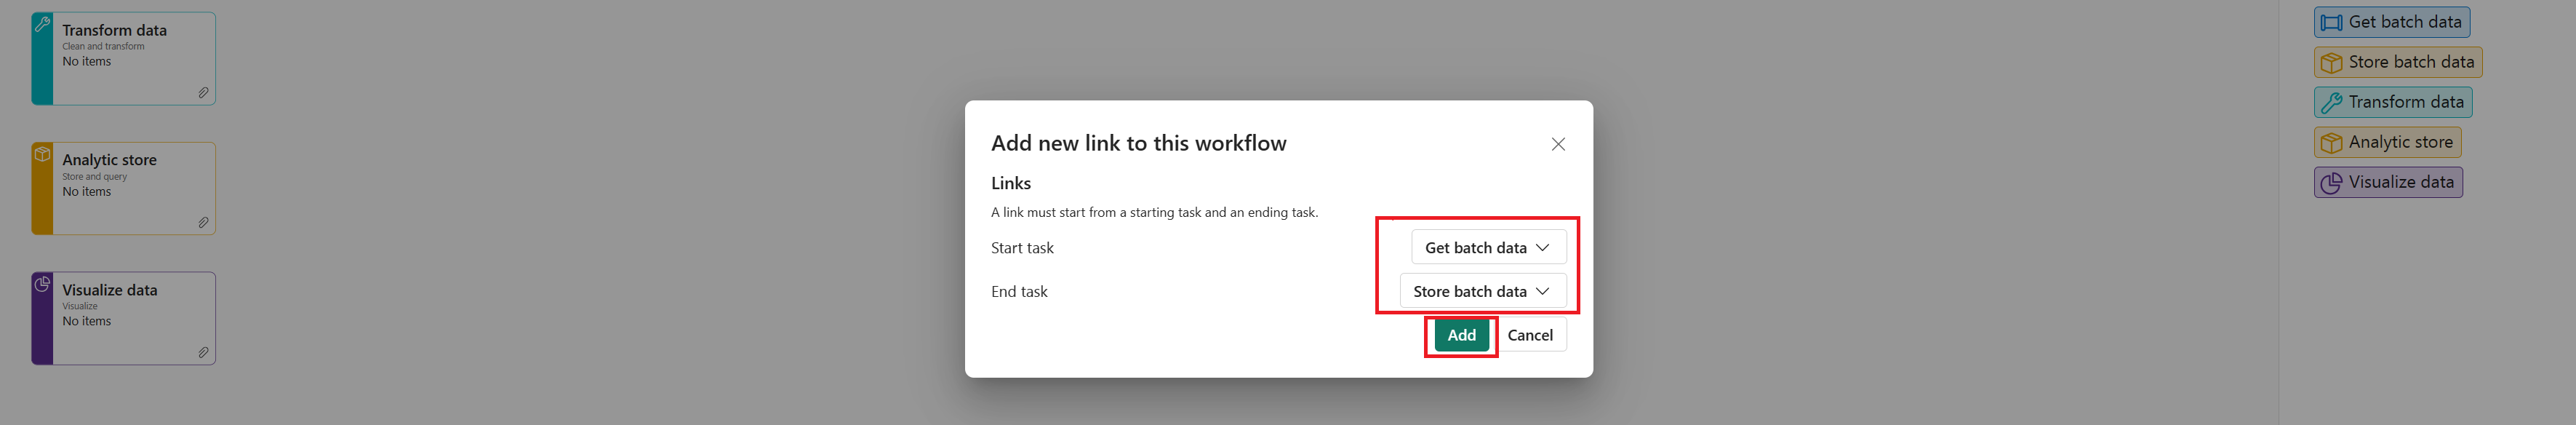 Transform data
Clean and transform
No items
Analytic store
Store and query
No items
Visualize data
Visualize
No items
Add new link to this workflow
Links
A link must start from a starting task and an ending task.
Start task
Get batch data
End task
Store batch data
Add
Cancel
Get batch data
Store batch data
Transform data
Analytic store
Visualize data